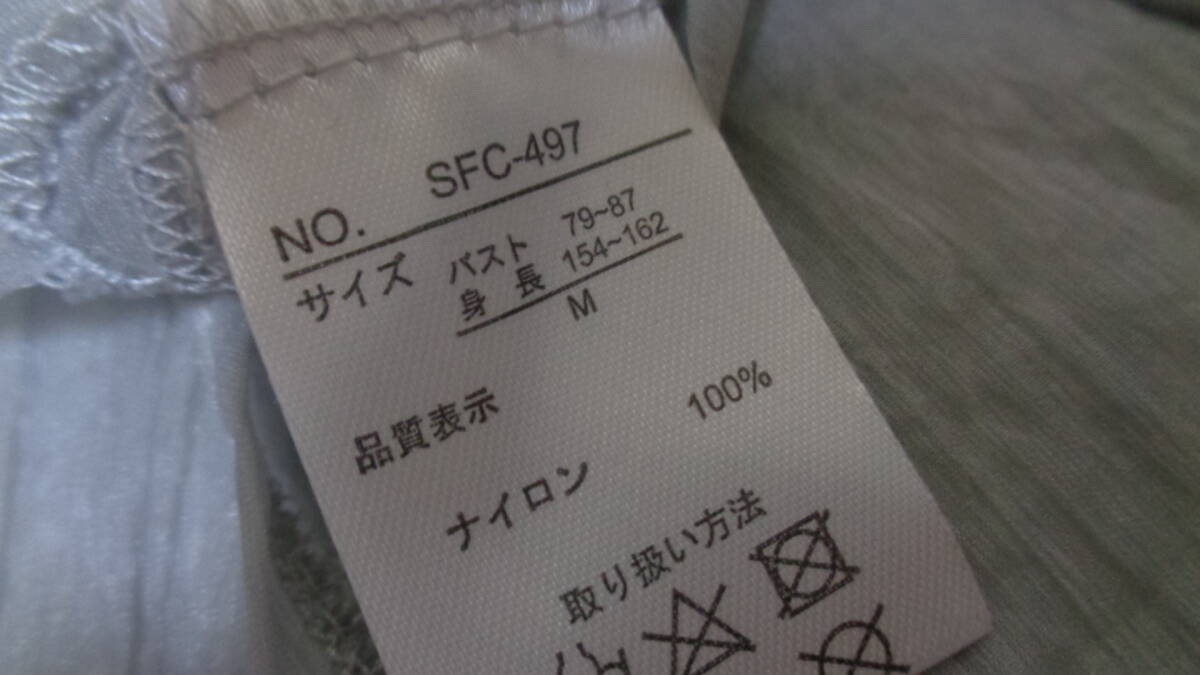 NO. SFC-497
サイズ バスト 79~87
身 長 154~162
M
品質表示
ナイロン 100%
取り扱い方法